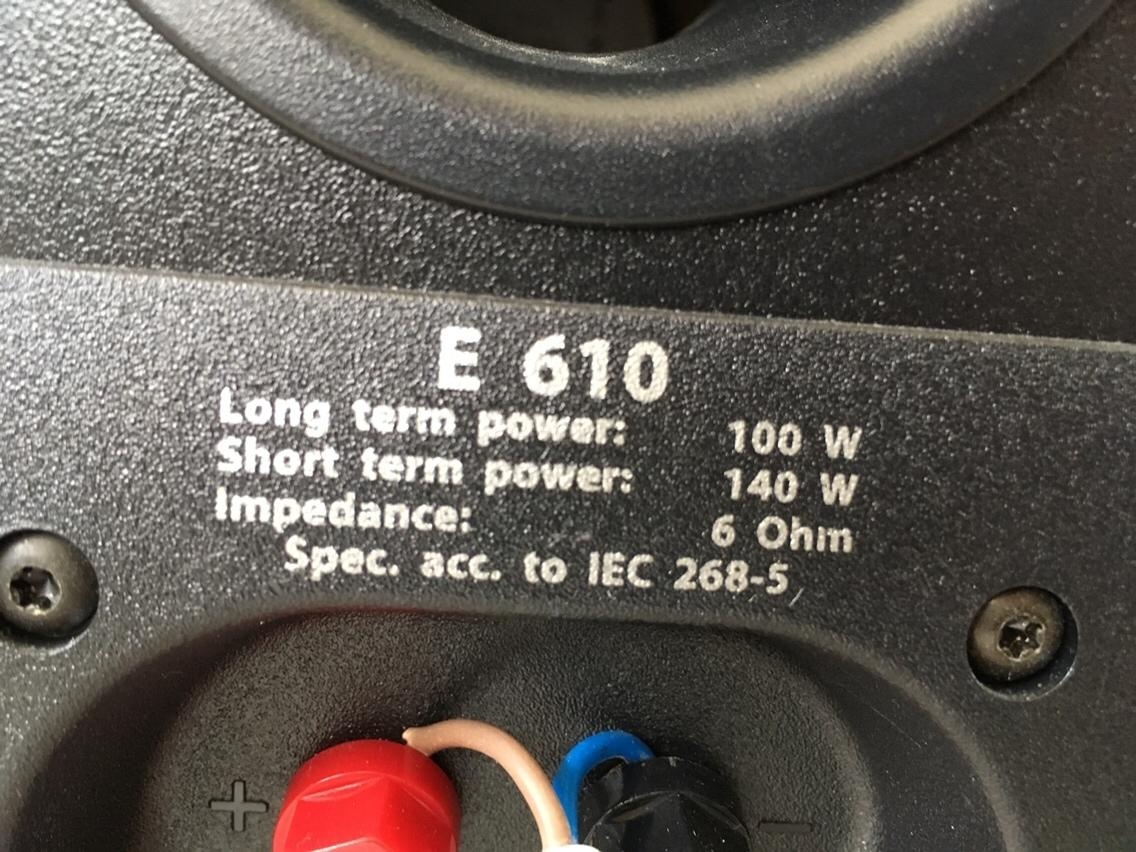 E 610
Long term power: 100 W
Short term power: 140 W
Impedance: 6 Ohm
Spec. acc. to IEC 268-5
+ −